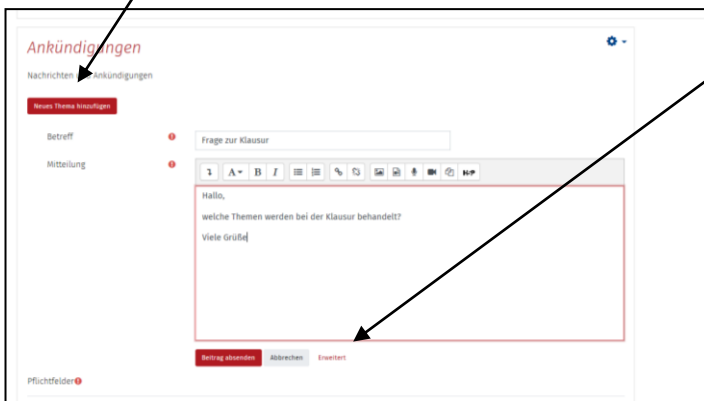 Ankündigungen
Nachrichten und Ankündigungen
Neues Thema hinzufügen
Betreff
Frage zur Klausur
Mitteilung
A B I H-P
Hallo,
welche Themen werden bei der Klausur behandelt?
Viele Grüße
Beitrag absenden Abbrechen Erweitert
Pflichtfelder